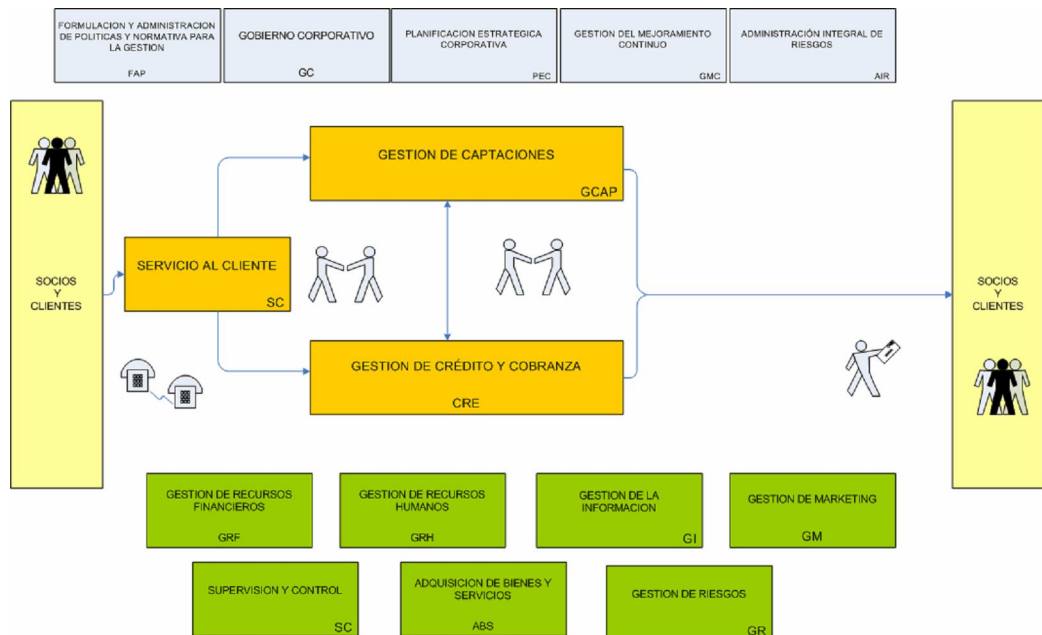 FORMULACION Y ADMINISTRACION
DE POLITICAS Y NORMATIVA PARA
LA GESTION
FAP
GOBIERNO CORPORATIVO
GC
PLANIFICACION ESTRATEGICA
CORPORATIVA
PEC
GESTION DEL MEJORAMIENTO
CONTINUO
GMC
ADMINISTRACIÓN INTEGRAL DE
RIESGOS
AIR
SOCIOS
Y
CLIENTES
SERVICIO AL CLIENTE
SC
GESTION DE CAPTACIONES
GCAP
GESTION DE CRÉDITO Y COBRANZA
CRE
SOCIOS
Y
CLIENTES
GESTION DE RECURSOS
FINANCIEROS
GRF
GESTION DE RECURSOS
HUMANOS
GRH
GESTION DE LA
INFORMACION
GI
GESTION DE MARKETING
GM
SUPERVISION Y CONTROL
SC
ADQUISICION DE BIENES Y
SERVICIOS
ABS
GESTION DE RIESGOS
GR